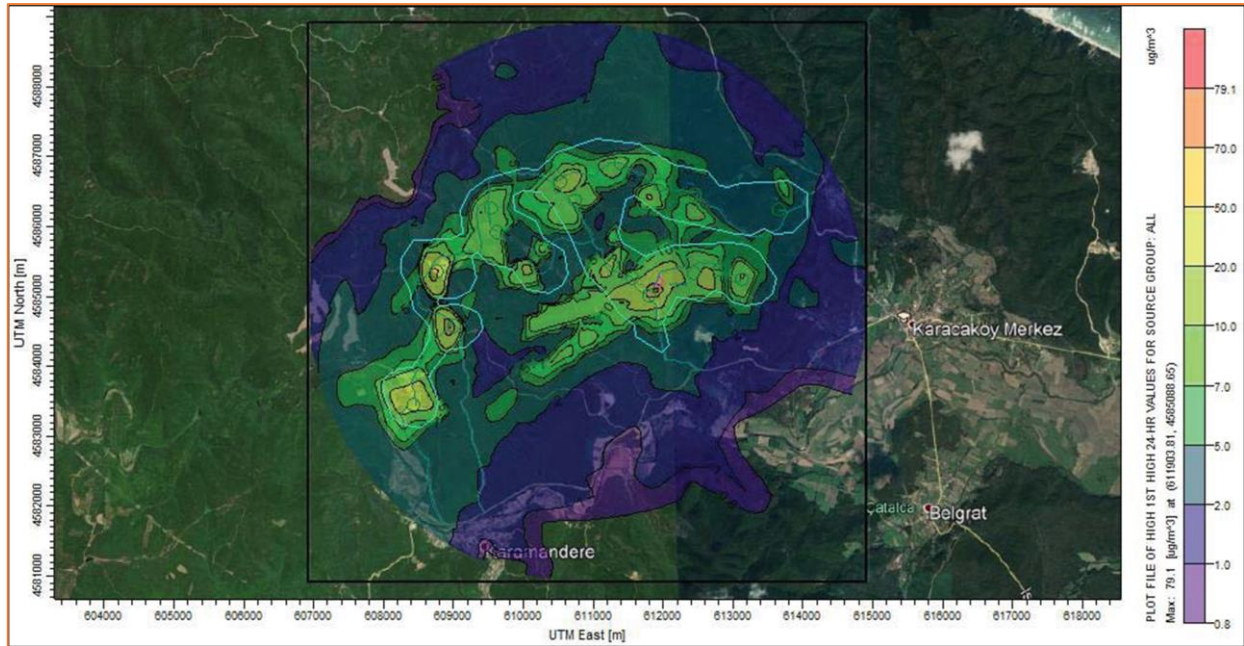 UTM North [m]
4588000
4587000
4586000
4585000
4584000
4583000
4582000
4581000
604000 605000 606000 607000 608000 609000 610000 611000 612000 613000 614000 615000 616000 617000 618000
UTM East [m]
Karacakoy Merkez
Çatalca
Belgrat
Karamandere
PLOT FILE OF HIGH 1ST HIGH 24-HR VALUES FOR SOURCE GROUP: ALL
Max: 79.1 [ug/m^3] at (611903.81, 4585088.65)
ug/m^3
79.1
70.0
50.0
20.0
10.0
7.0
5.0
2.0
1.0
0.8